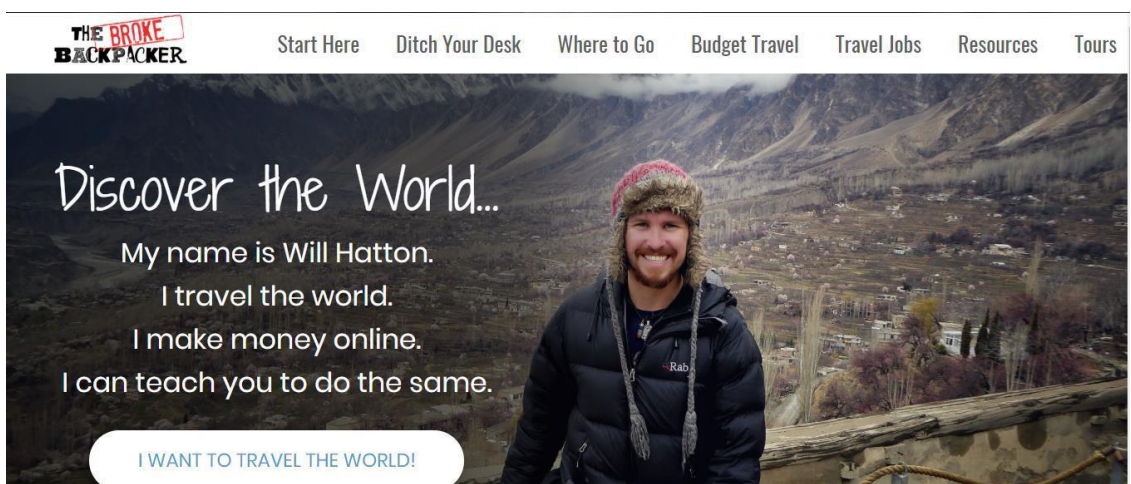 THE BROKE
BACKPACKER
Start Here Ditch Your Desk Where to Go Budget Travel Travel Jobs Resources Tours
Discover the World...
My name is Will Hatton.
I travel the world.
I make money online.
I can teach you to do the same.
Rab
I WANT TO TRAVEL THE WORLD!